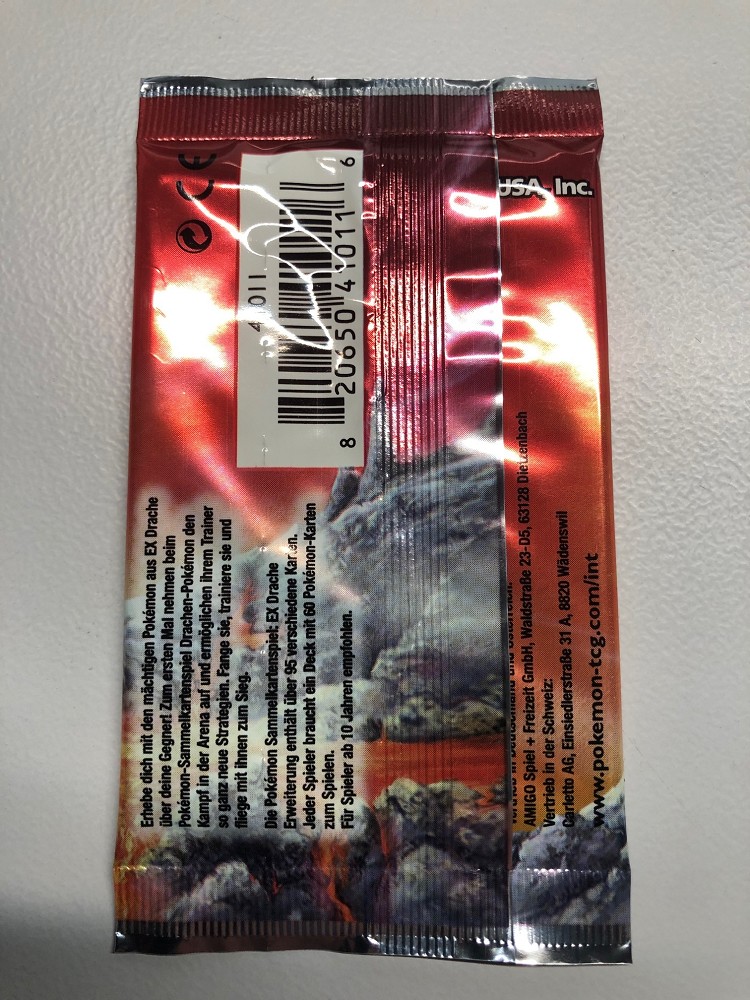 Erhebe dich mit den mächtigen Pokémon aus EX Drache
über deine Gegner! Zum ersten Mal nehmen beim
Pokémon-Sammelkartenspiel Drachen-Pokémon den
Kampf in der Arena auf und ermöglichen ihrem Trainer
so ganz neue Strategien. Fange sie, trainiere sie und
fliege mit ihnen zum Sieg.
Die Pokémon Sammelkartenspiel: EX Drache
Erweiterung enthält über 95 verschiedene Karten.
Jeder Spieler braucht ein Deck mit 60 Pokémon-Karten
zum Spielen.
Für Spieler ab 10 Jahren empfohlen.
CE
41011
8 20650 41011 6
USA, Inc.
AMIGO Spiel + Freizeit GmbH, Waldstraße 23-D5, 63128 Dietzenbach
Vertrieb in der Schweiz:
Carletto AG, Einsiedlerstraße 31 A, 8820 Wädenswil
www.pokemon-tcg.com/int